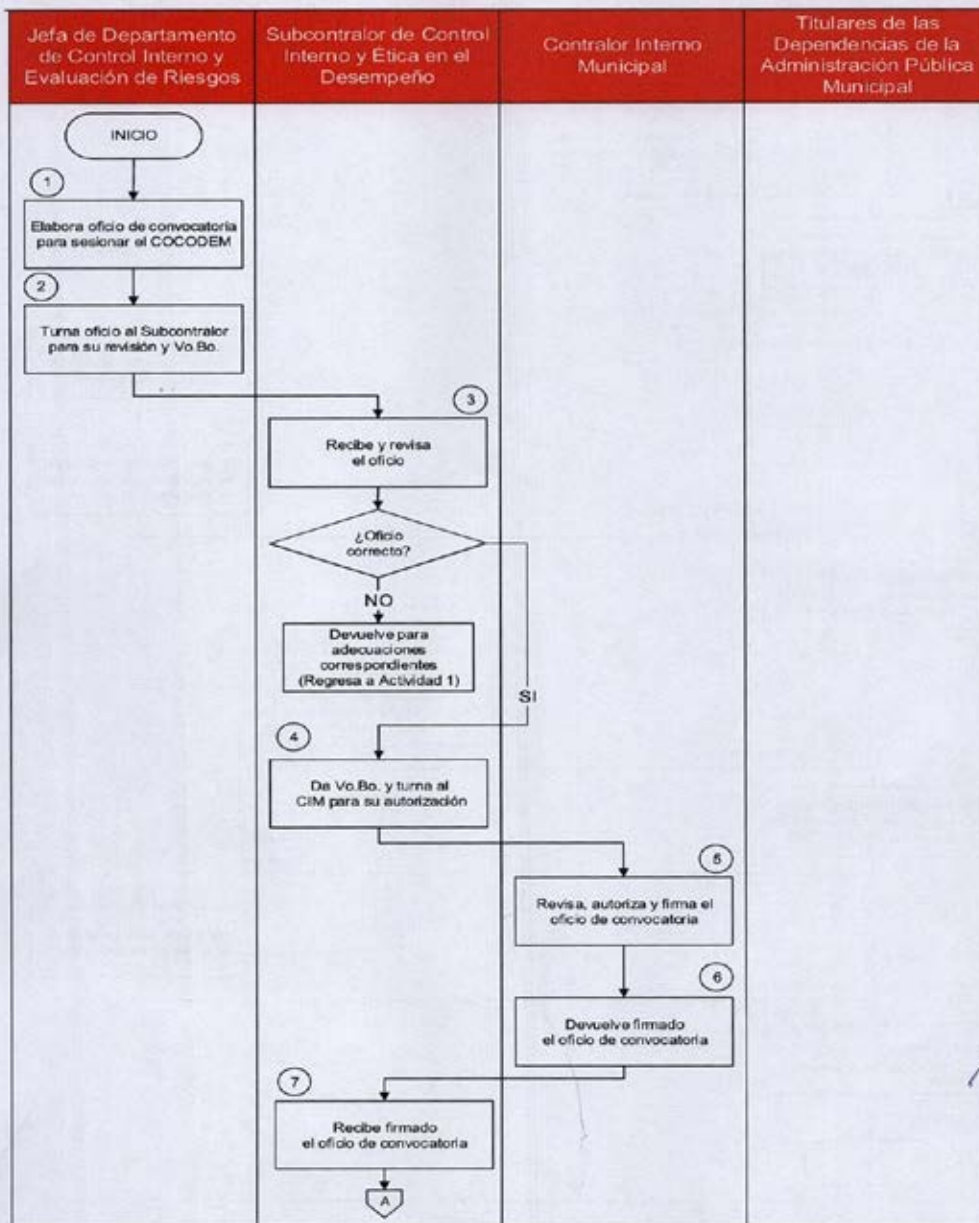 Jefa de Departamento
de Control Interno y
Evaluación de Riesgos
Subcontralor de Control
Interno y Ética en el
Desempeño
Contralor Interno
Municipal
Titulares de las
Dependencias de la
Administración Pública
Municipal
INICIO
1
Elabora oficio de convocatoria
para sesionar el COCODEM
2
Turna oficio al Subcontralor
para su revisión y Vo.Bo.
3
Recibe y revisa
el oficio
¿Oficio
correcto?
NO
Devuelve para
adecuaciones
correspondientes
(Regresa a Actividad 1)
SI
4
Da Vo.Bo. y turna al
CIM para su autorización
5
Revisa, autoriza y firma el
oficio de convocatoria
6
Devuelve firmado
el oficio de convocatoria
7
Recibe firmado
el oficio de convocatoria
A